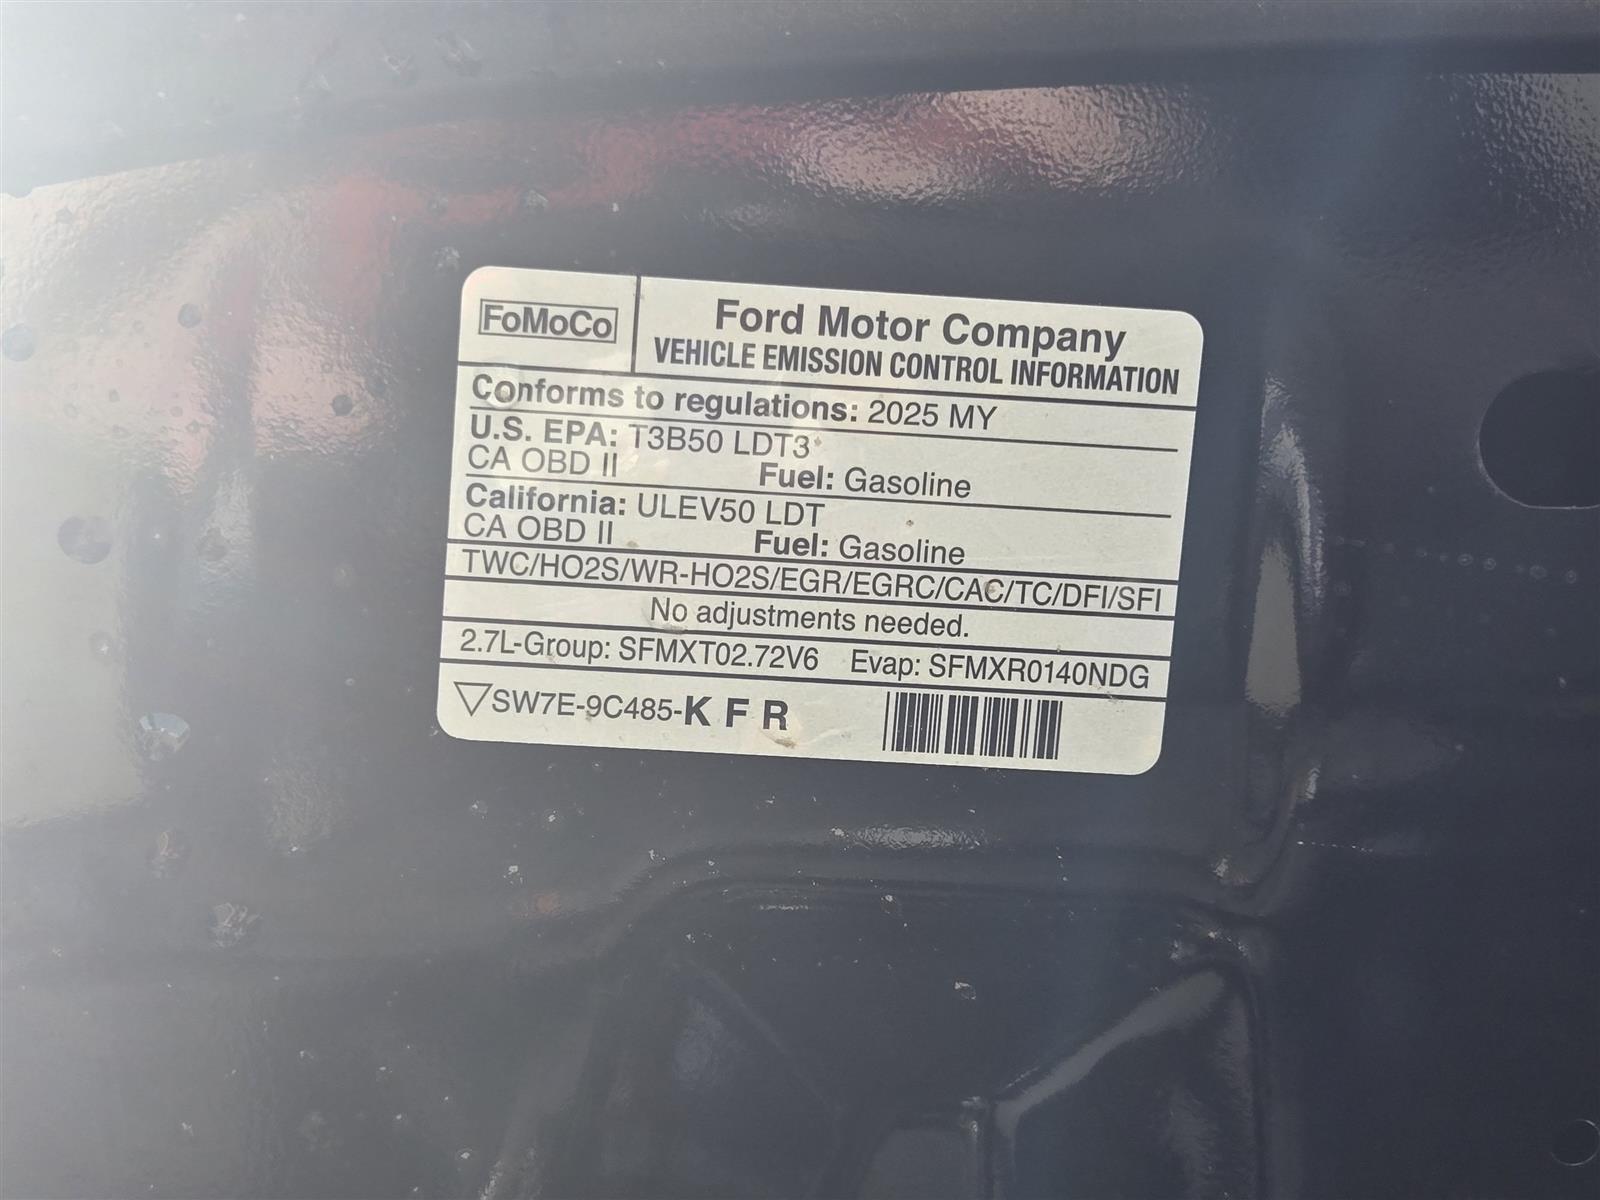 FoMoCo
Ford Motor Company
VEHICLE EMISSION CONTROL INFORMATION
Conforms to regulations: 2025 MY
U.S. EPA: T3B50 LDT3*
CA OBD II Fuel: Gasoline
California: ULEV50 LDT
CA OBD II Fuel: Gasoline
TWC/HO2S/WR-HO2S/EGR/EGRC/CAC/TC/DFI/SFI
No adjustments needed.
2.7L-Group: SFMXT02.72V6 Evap: SFMXR0140NDG
SW7E-9C485-K F R